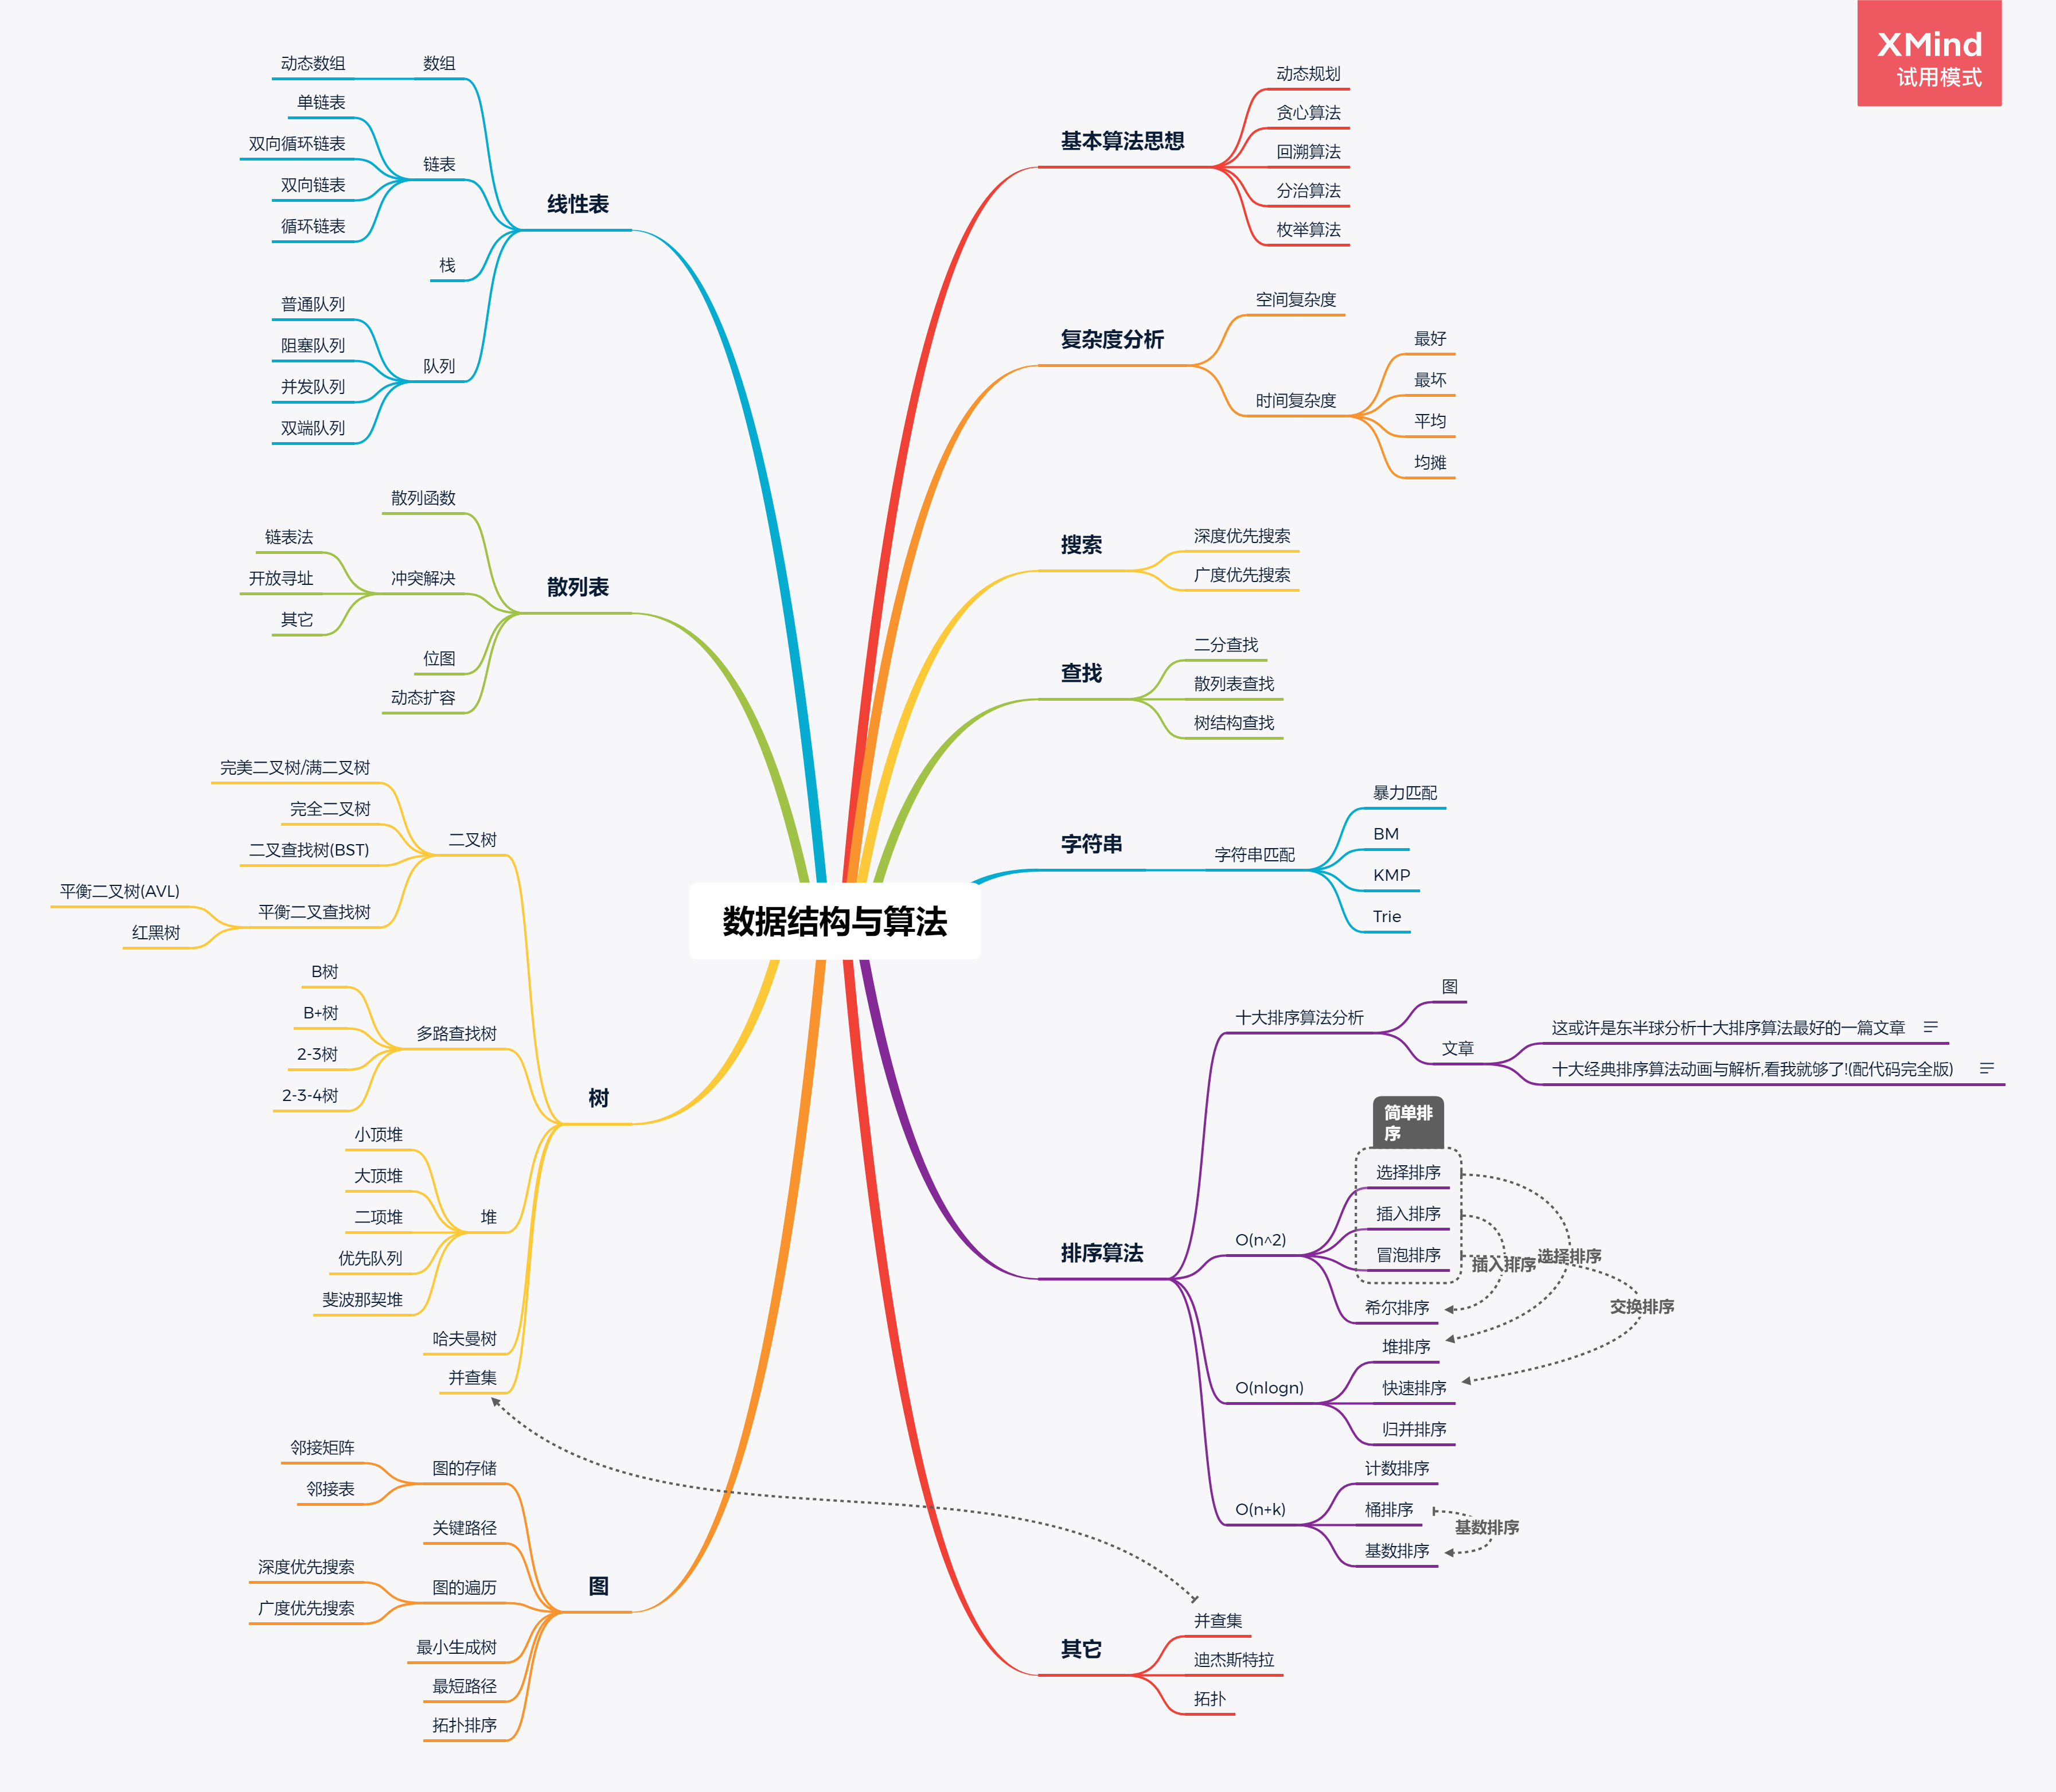 XMind
试用模式
数据结构与算法
线性表
数组
动态数组
链表
单链表
双向循环链表
双向链表
循环链表
栈
队列
普通队列
阻塞队列
并发队列
双端队列
散列表
散列函数
冲突解决
链表法
开放寻址
其它
位图
动态扩容
树
二叉树
完美二叉树/满二叉树
完全二叉树
二叉查找树(BST)
平衡二叉查找树
平衡二叉树(AVL)
红黑树
多路查找树
B树
B+树
2-3树
2-3-4树
堆
小顶堆
大顶堆
二项堆
优先队列
斐波那契堆
哈夫曼树
并查集
图
图的存储
邻接矩阵
邻接表
关键路径
图的遍历
深度优先搜索
广度优先搜索
最小生成树
最短路径
拓扑排序
基本算法思想
动态规划
贪心算法
回溯算法
分治算法
枚举算法
复杂度分析
空间复杂度
时间复杂度
最好
最坏
平均
均摊
搜索
深度优先搜索
广度优先搜索
查找
二分查找
散列表查找
树结构查找
字符串
字符串匹配
暴力匹配
BM
KMP
Trie
排序算法
十大排序算法分析
图
文章
这或许是东半球分析十大排序算法最好的一篇文章
十大经典排序算法动画与解析,看我就够了!(配代码完全版)
O(n^2)
简单排
序
选择排序
插入排序
冒泡排序
希尔排序
插入排序
选择排序
交换排序
O(nlogn)
堆排序
快速排序
归并排序
O(n+k)
计数排序
桶排序
基数排序
基数排序
其它
并查集
迪杰斯特拉
拓扑